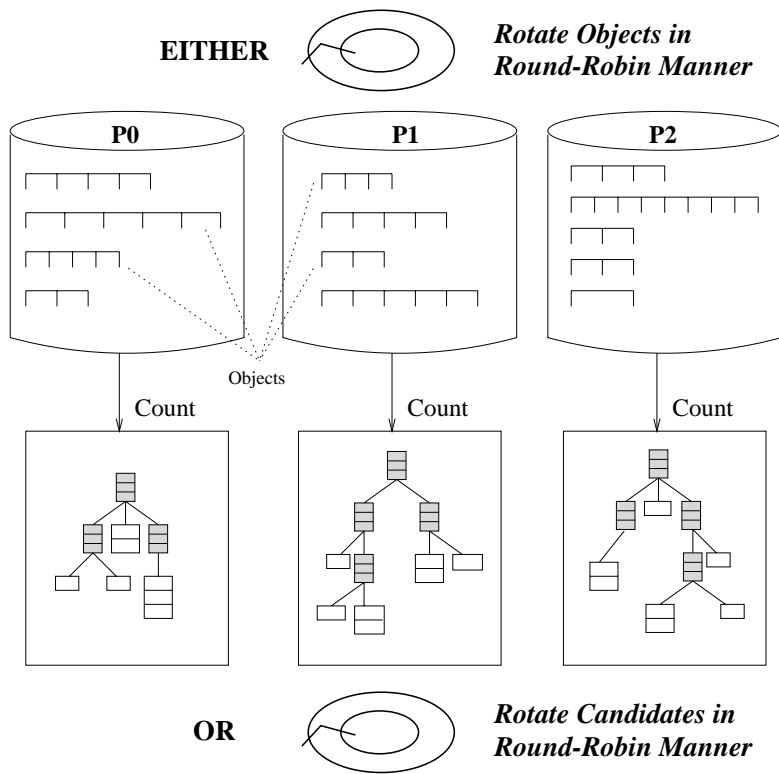 EITHER
Rotate Objects in
Round-Robin Manner
P0
P1
P2
Objects
Count
Count
Count
OR
Rotate Candidates in
Round-Robin Manner